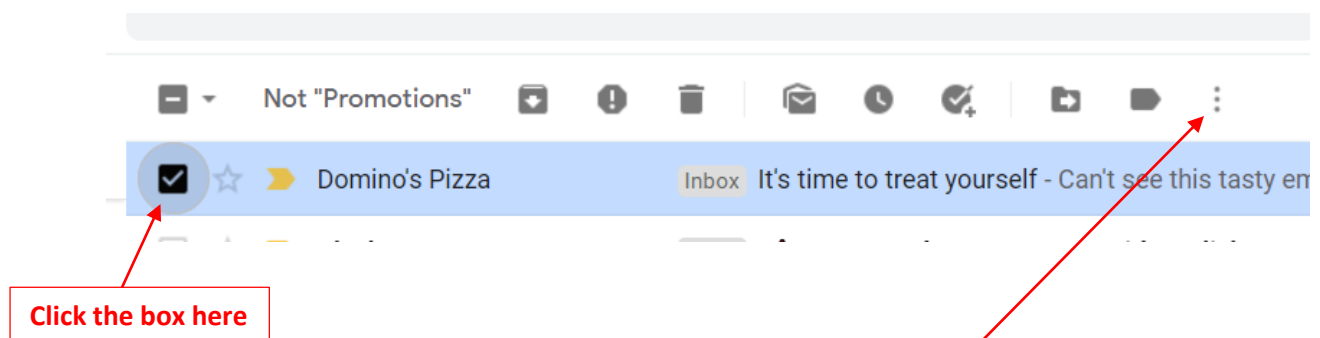 Not "Promotions"
Domino's Pizza Inbox It's time to treat yourself - Can't see this tasty em
Click the box here